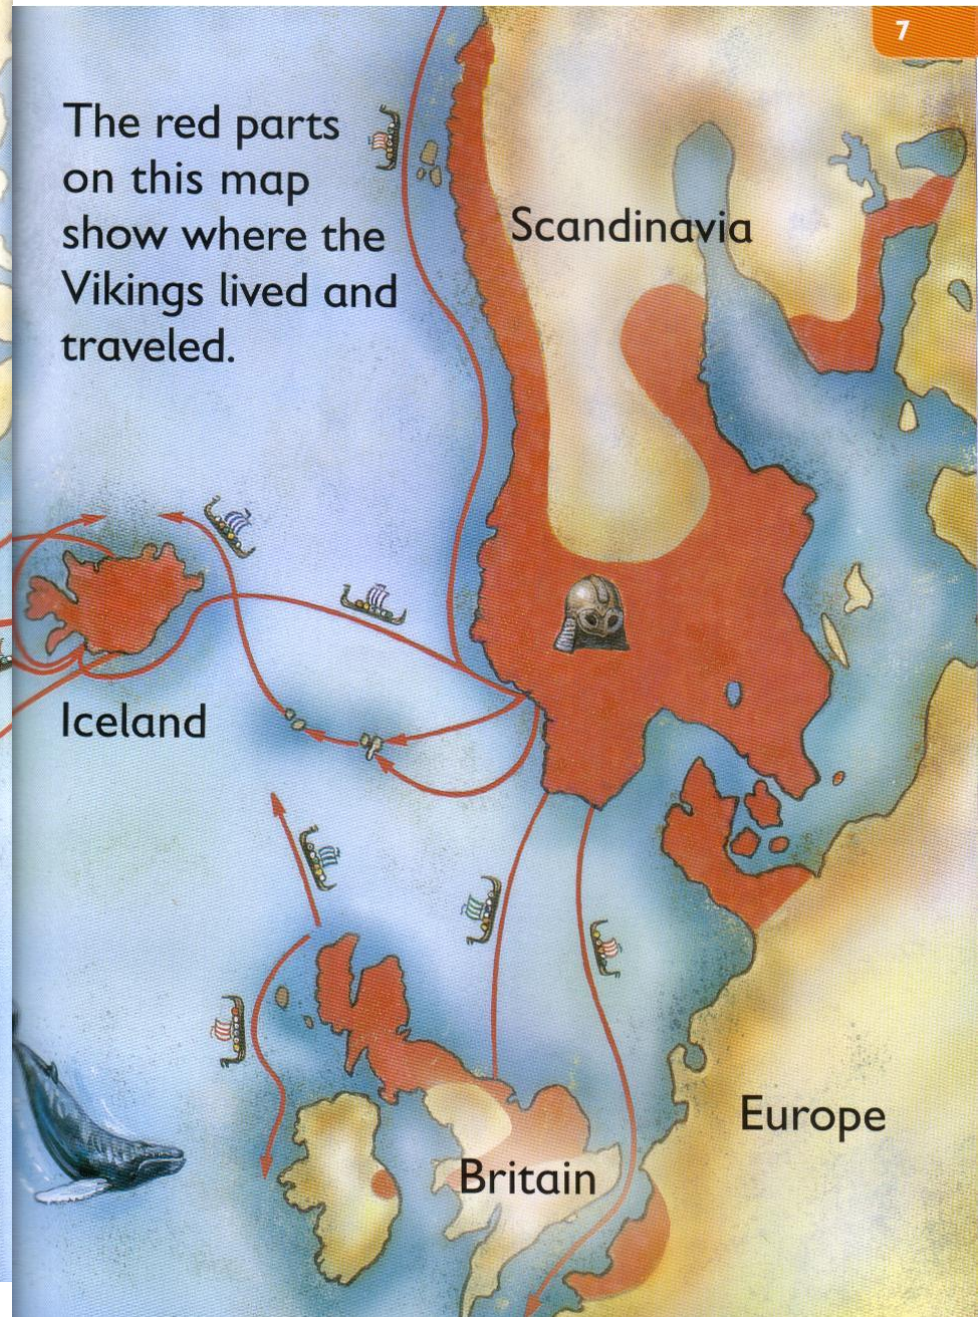 7
The red parts
on this map
show where the
Vikings lived and
traveled.
Scandinavia
Iceland
Europe
Britain